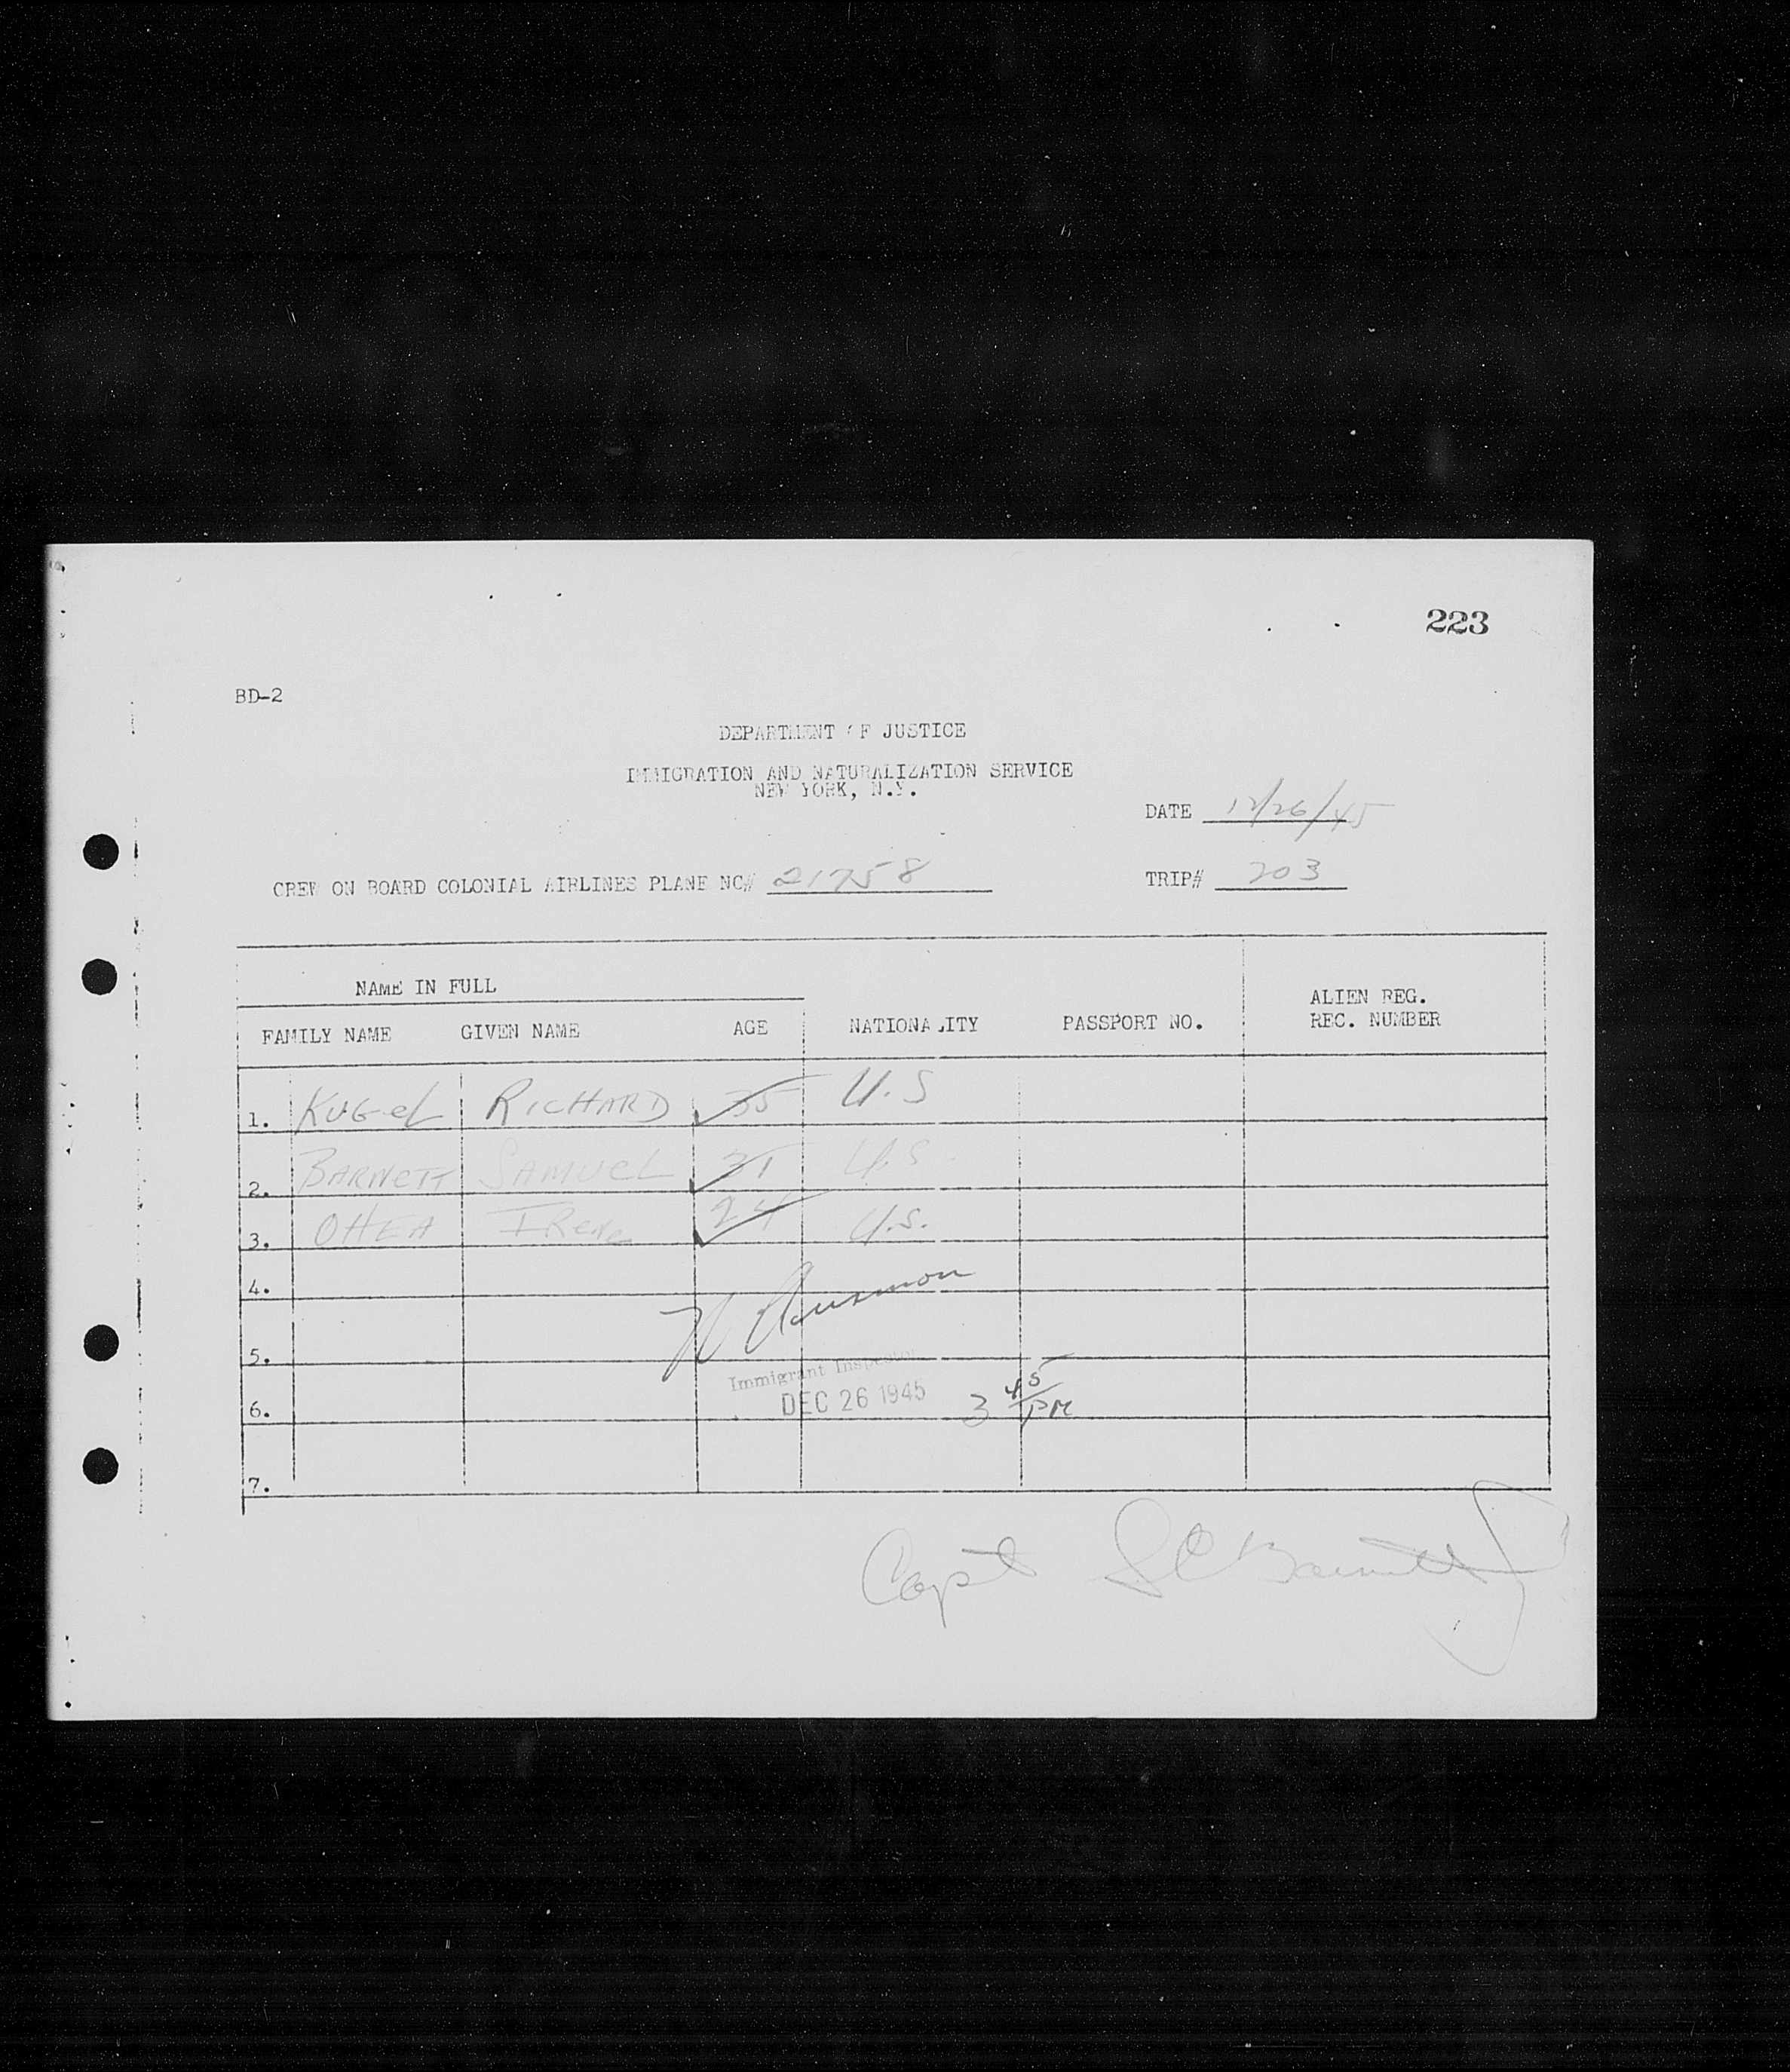 223
BD-2
DEPARTMENT OF JUSTICE
IMMIGRATION AND NATURALIZATION SERVICE
NEW YORK, N.Y.
DATE 12/26/45
CREW ON BOARD COLONIAL AIRLINES PLANE NO# 21758 TRIP# 203
NAME IN FULL
ALIEN REG.
FAMILY NAME GIVEN NAME AGE NATIONALITY PASSPORT NO. REC. NUMBER
1. KUGEL RICHARD 35 U.S
2. BARNETT SAMUEL 31 U.S.
3. OHEA IRENE 24 U.S.
4.
5.
Immigrant Inspector
6. DEC 26 1945 3 45 PM
7.
Capt S C Barnett